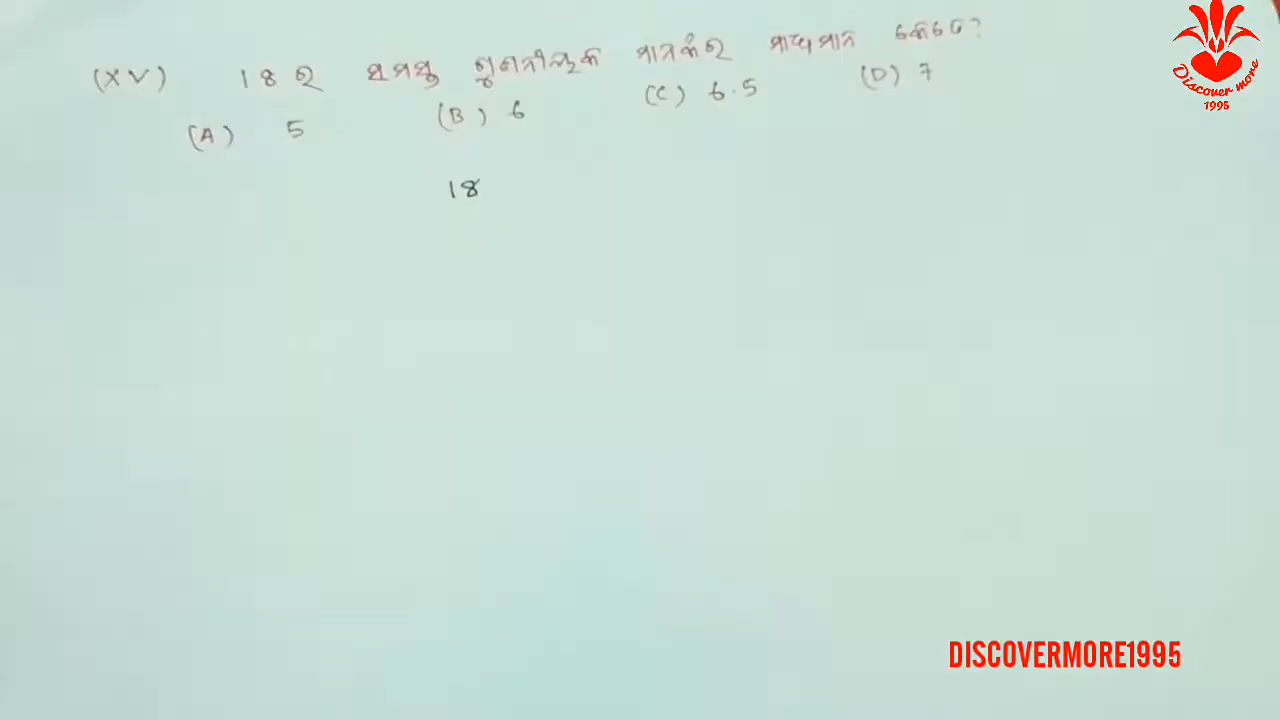 (XV) 18 ର ସମସ୍ତ ଗୁଣନୀୟକ ମାନଙ୍କର ମାଧ୍ୟମାନ କେତେ?
(A) 5 (B) 6 (C) 6.5 (D) 7
18
Discover more
1995
DISCOVERMORE1995